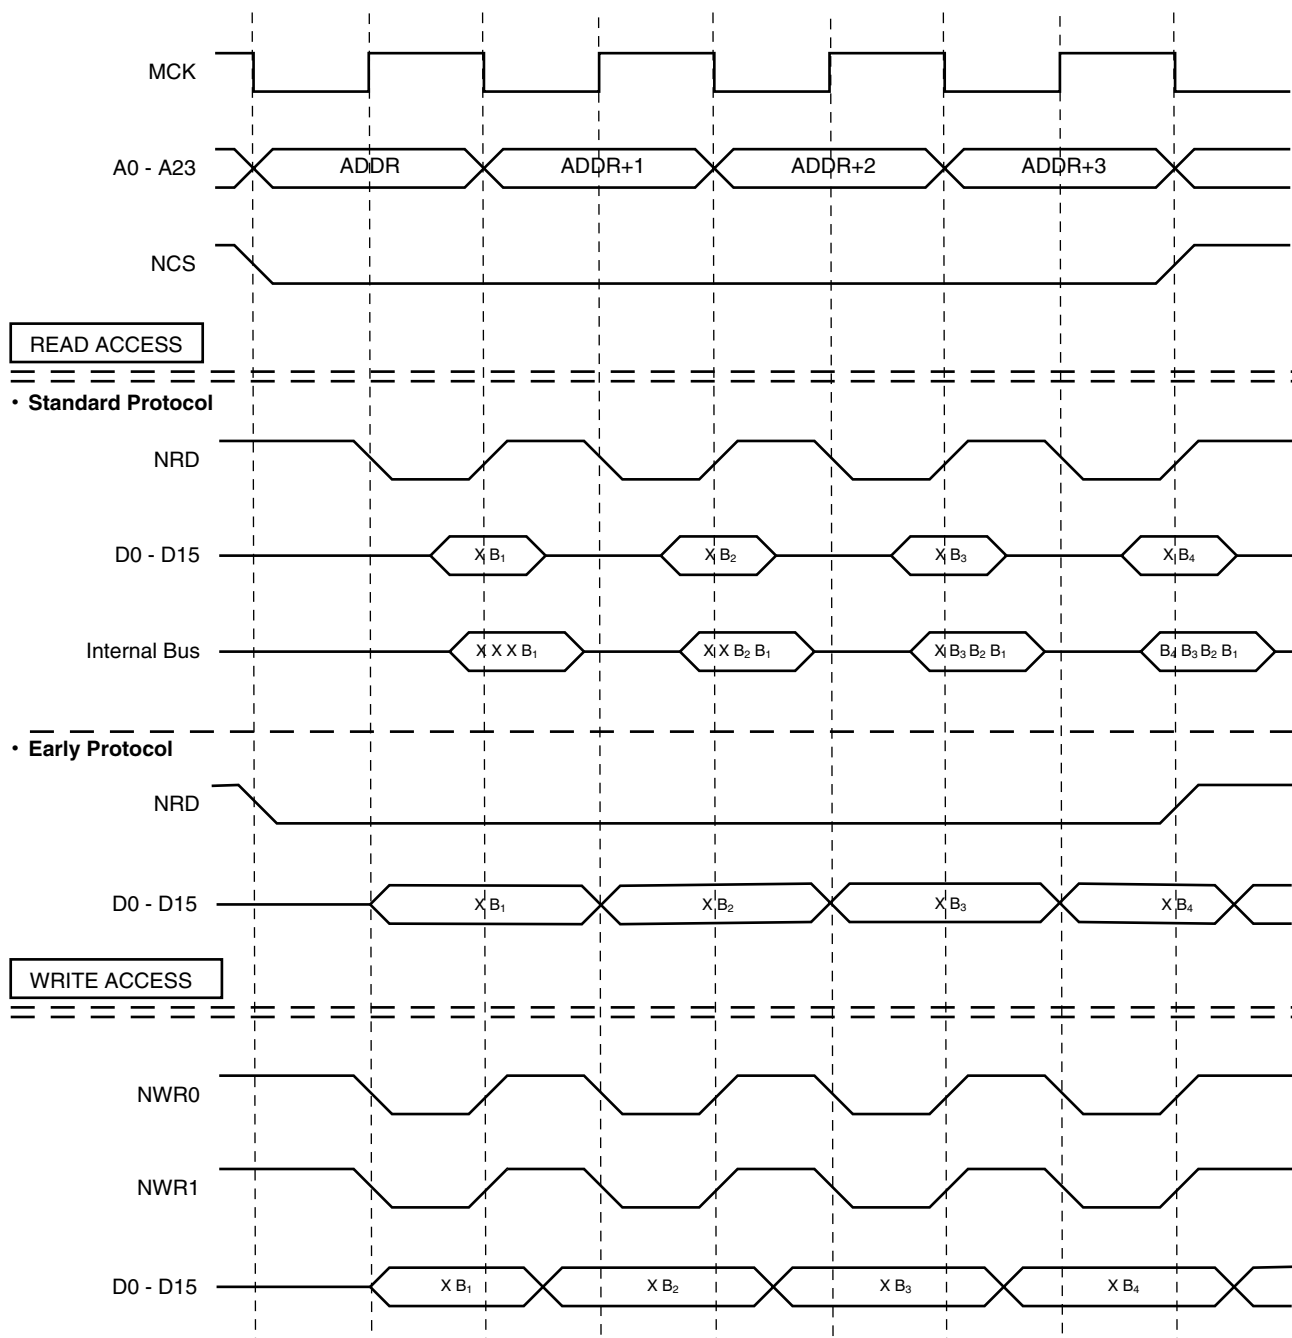 MCK
A0 - A23 ADDR ADDR+1 ADDR+2 ADDR+3
NCS
READ ACCESS
• Standard Protocol
NRD
D0 - D15 X B₁ X B₂ X B₃ X B₄
Internal Bus X X X B₁ X X B₂ B₁ X B₃ B₂ B₁ B₄ B₃ B₂ B₁
• Early Protocol
NRD
D0 - D15 X B₁ X B₂ X B₃ X B₄
WRITE ACCESS
NWR0
NWR1
D0 - D15 X B₁ X B₂ X B₃ X B₄